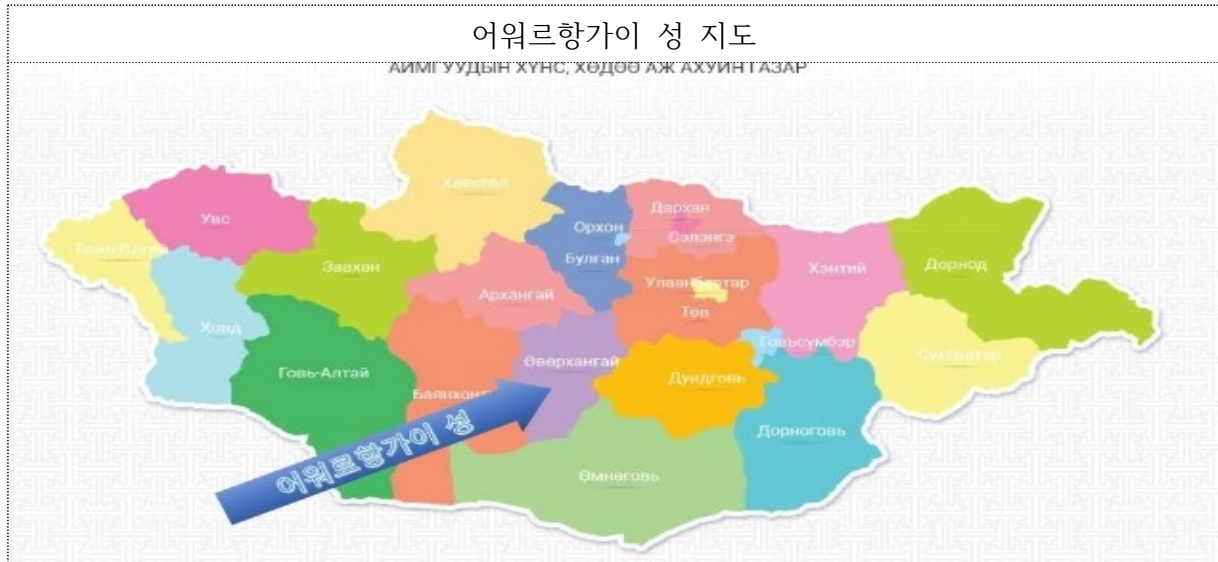 어워르항가이 성 지도
АЙМГУУДЫН ХҮНС, ХӨДӨӨ АЖ АХУЙН ГАЗАР
Хөвсгөл
Увс
Дархан
Орхон
Сэлэнгэ
Завхан
Булган
Хэнтий
Дорнод
Улаанбаатар
Архангай
Төв
Ховд
Говьсүмбэр
Сүхбаатар
Өвөрхангай
Говь-Алтай
Дундговь
Дорноговь
어워르항가이 성
Өмнөговь